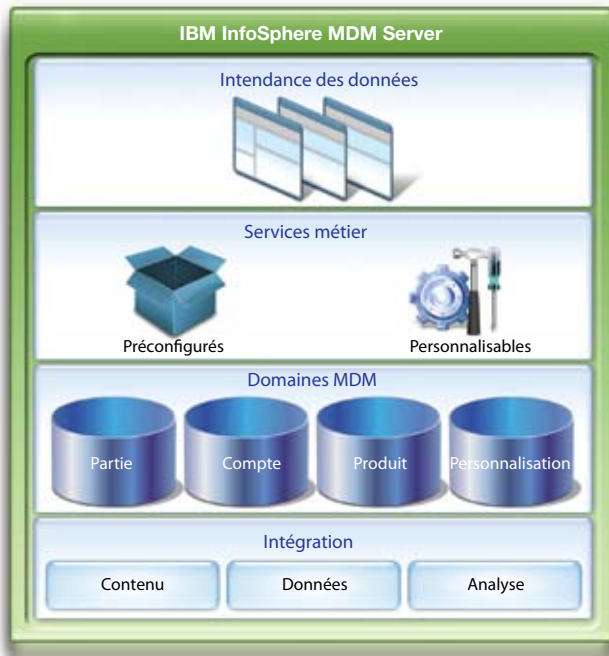 IBM InfoSphere MDM Server
Intendance des données
Services métier
Préconfigurés
Personnalisables
Domaines MDM
Partie
Compte
Produit
Personnalisation
Intégration
Contenu
Données
Analyse